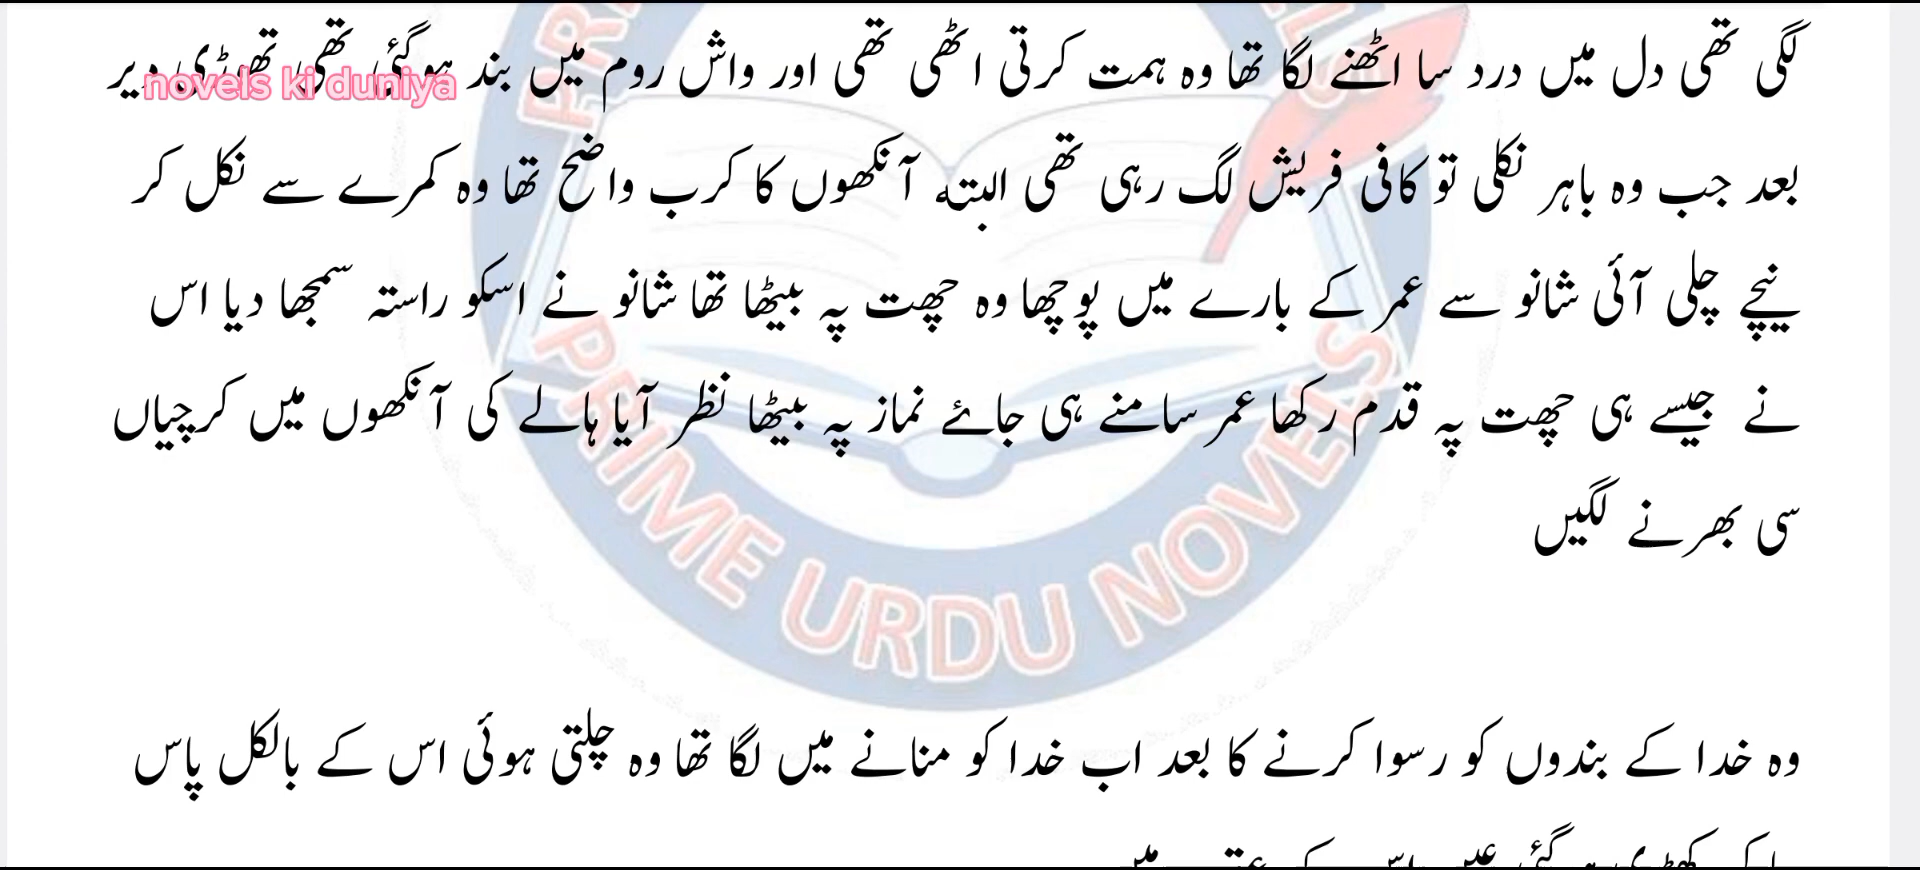 لگی تھی دل میں درد سا اٹھنے لگا تھا وہ ہمت کرتی اٹھی تھی اور واش روم میں بند ہوگئی تھی تھوڑی دیر
novels ki duniya
بعد جب وہ باہر نکلی تو کافی فریش لگ رہی تھی البتہ آنکھوں کا کرب واضح تھا وہ کمرے سے نکل کر
نیچے چلی آئی شانو سے عمر کے بارے میں پوچھا وہ چھت پہ بیٹھا تھا شانو نے اسکو راستہ سمجھا دیا اس
نے جیسے ہی چھت پہ قدم رکھا عمر سامنے ہی جائے نماز پہ بیٹھا نظر آیا ہالے کی آنکھوں میں کرچیاں
سی بھرنے لگیں
PRIME URDU NOVELS
وہ خدا کے بندوں کو رسوا کرنے کا بعد اب خدا کو منانے میں لگا تھا وہ چلتی ہوئی اس کے بالکل پاس